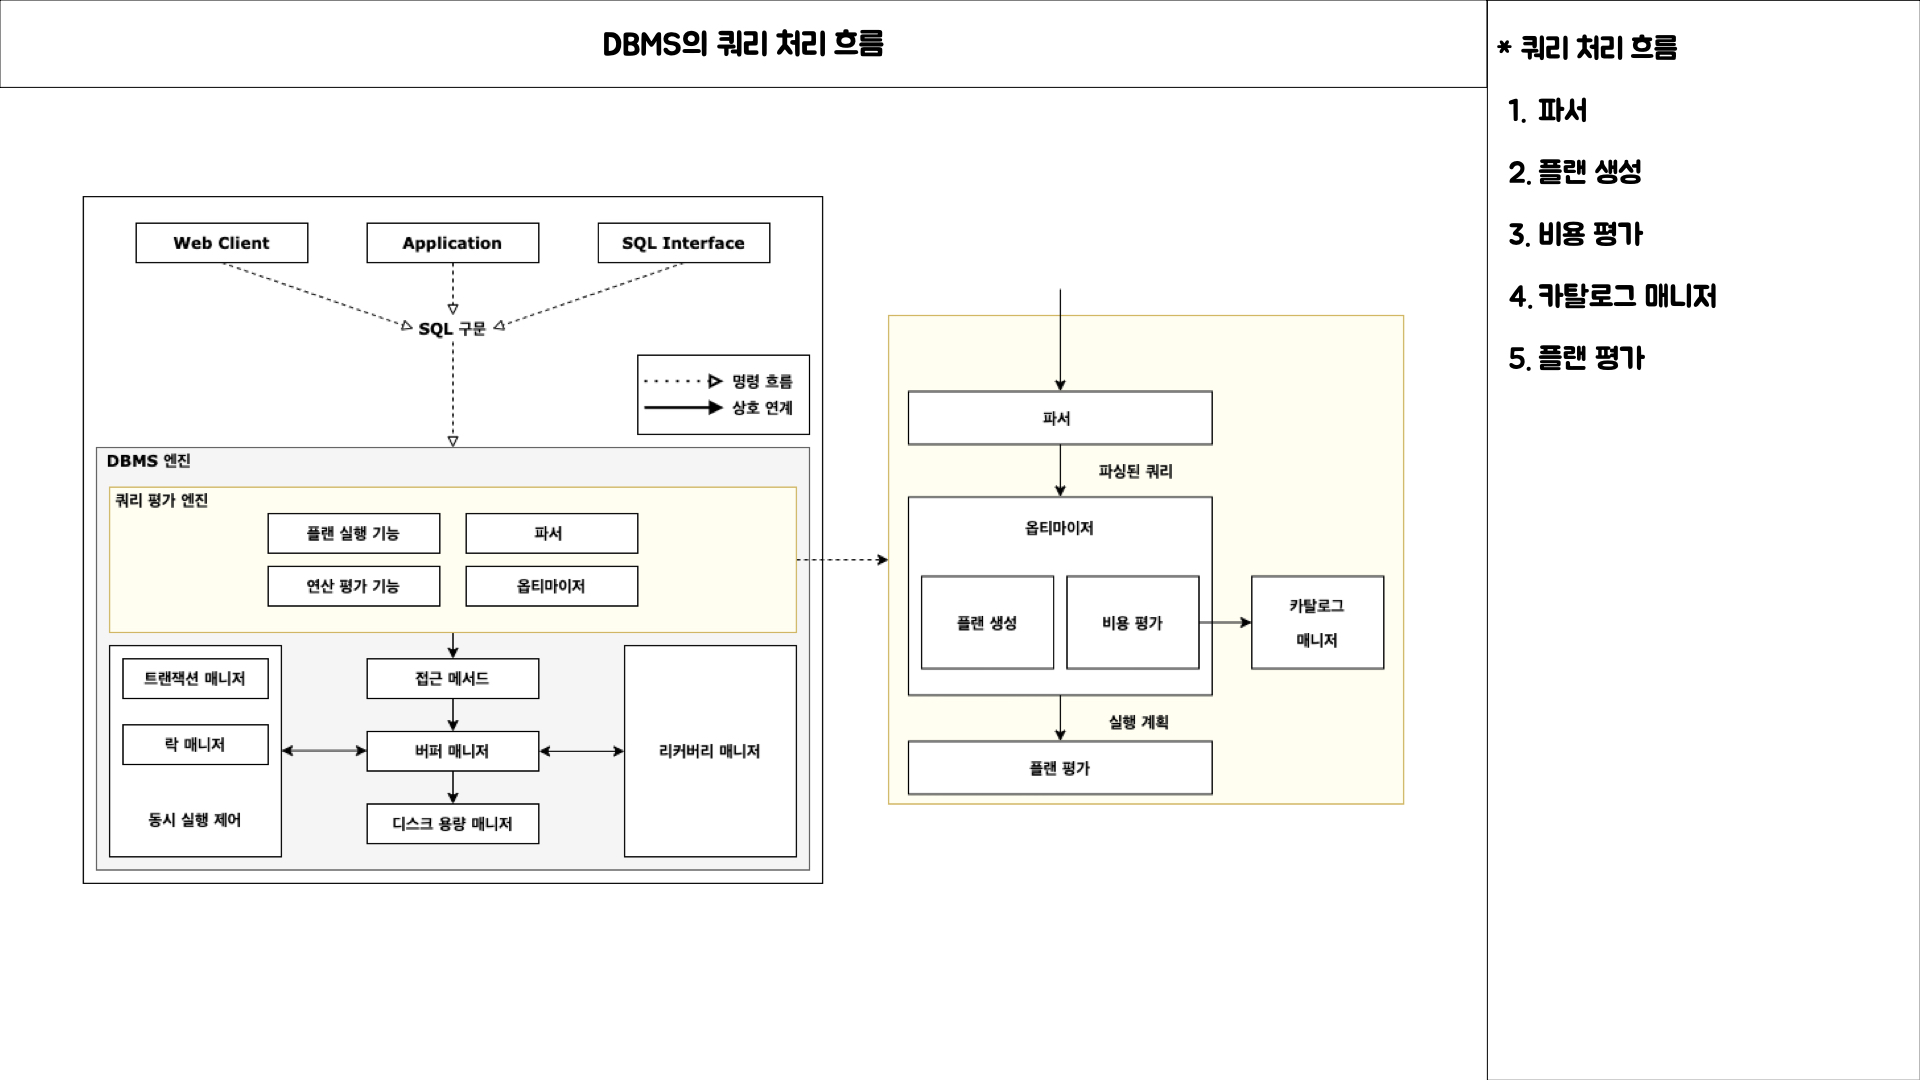 DBMS의 쿼리 처리 흐름
Web Client
Application
SQL Interface
SQL 구문
명령 흐름
상호 연계
DBMS 엔진
쿼리 평가 엔진
플랜 실행 기능
파서
연산 평가 기능
옵티마이저
트랜잭션 매니저
락 매니저
동시 실행 제어
접근 메서드
버퍼 매니저
디스크 용량 매니저
리커버리 매니저
파서
파싱된 쿼리
옵티마이저
플랜 생성
비용 평가
카탈로그
매니저
실행 계획
플랜 평가
* 쿼리 처리 흐름
1. 파서
2. 플랜 생성
3. 비용 평가
4. 카탈로그 매니저
5. 플랜 평가